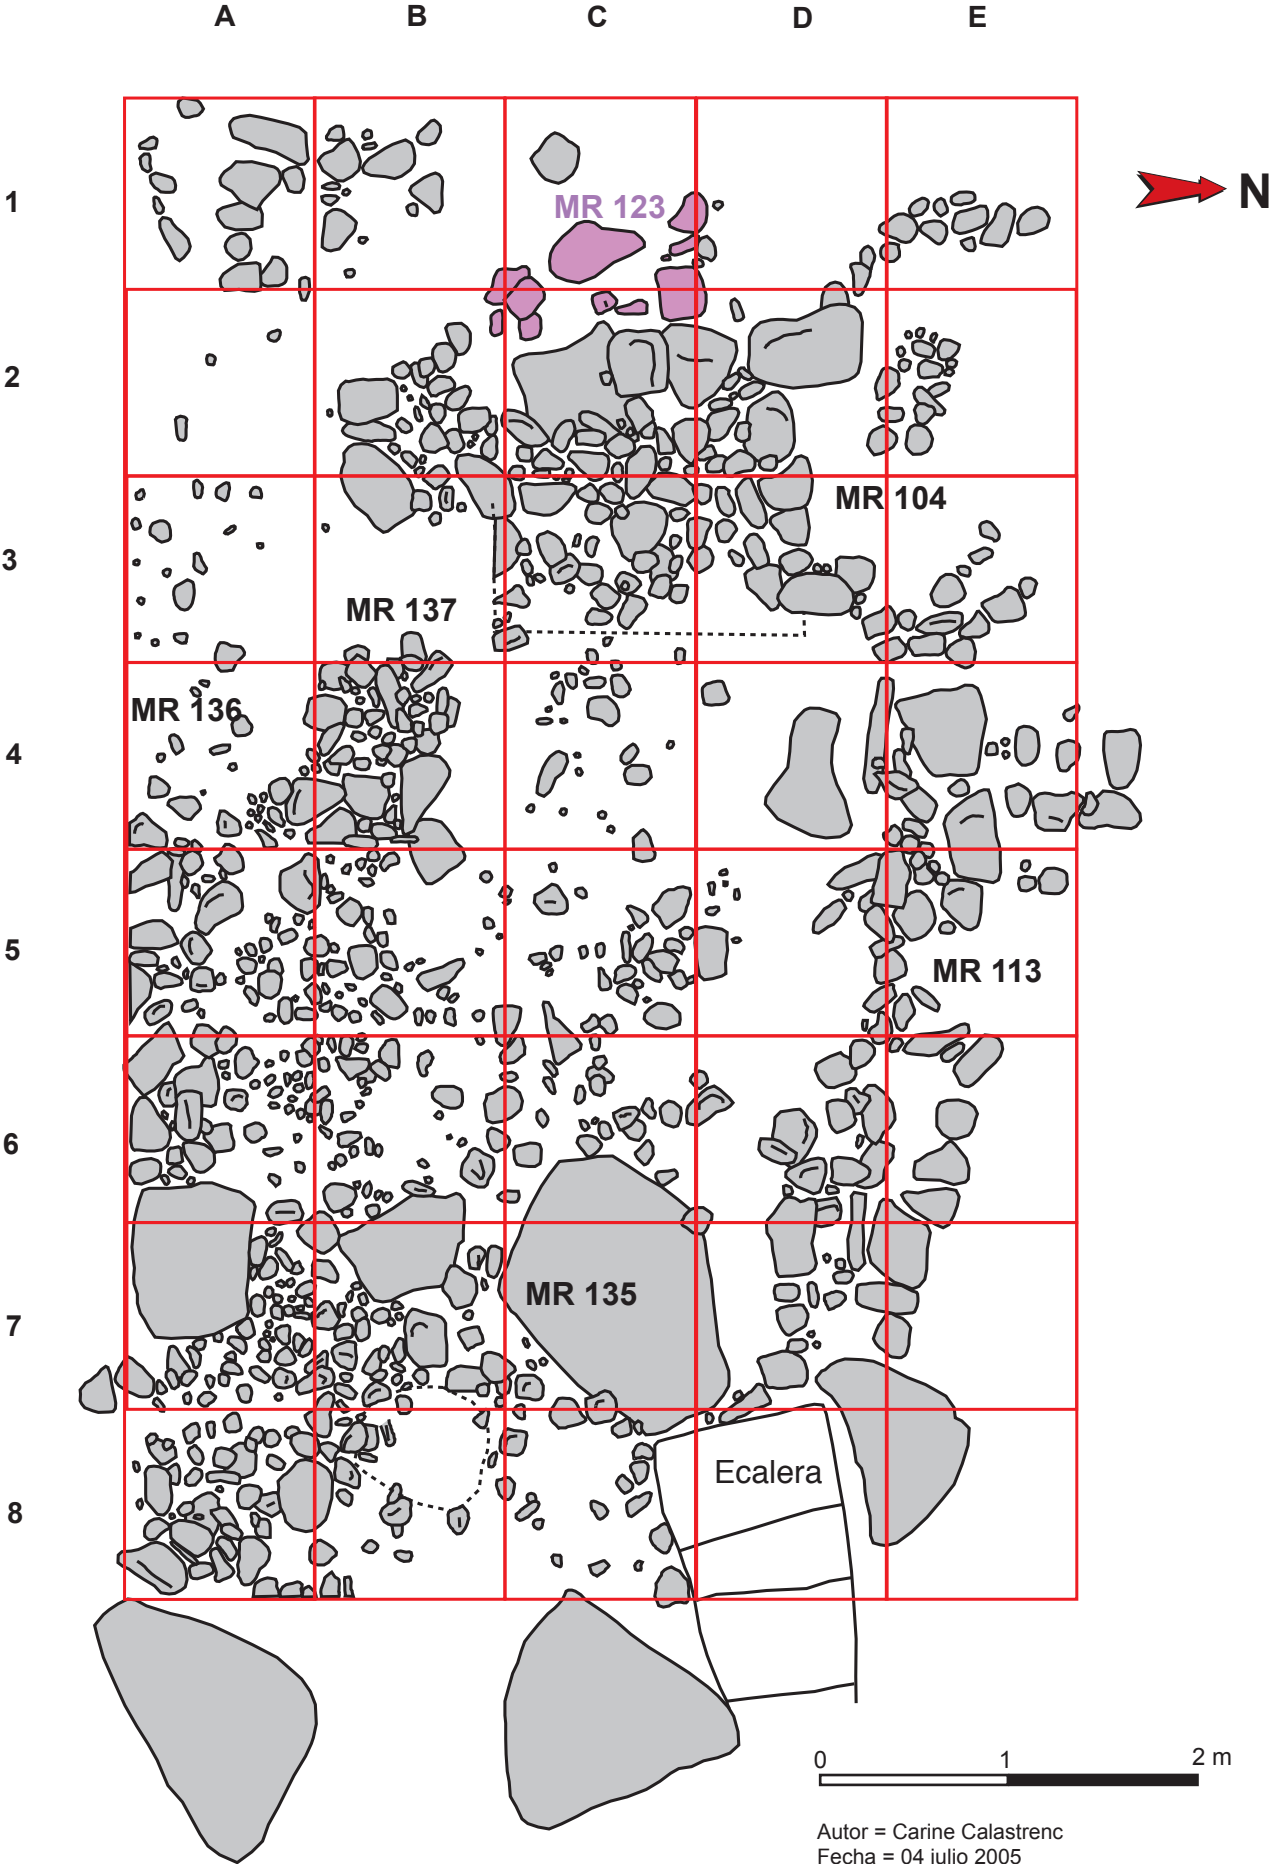 A B C D E
1
MR 123
N
2
MR 104
3
MR 137
MR 136
4
5
MR 113
6
MR 135
7
Ecalera
8
0 1 2 m
Autor = Carine Calastrenc
Fecha = 04 julio 2005